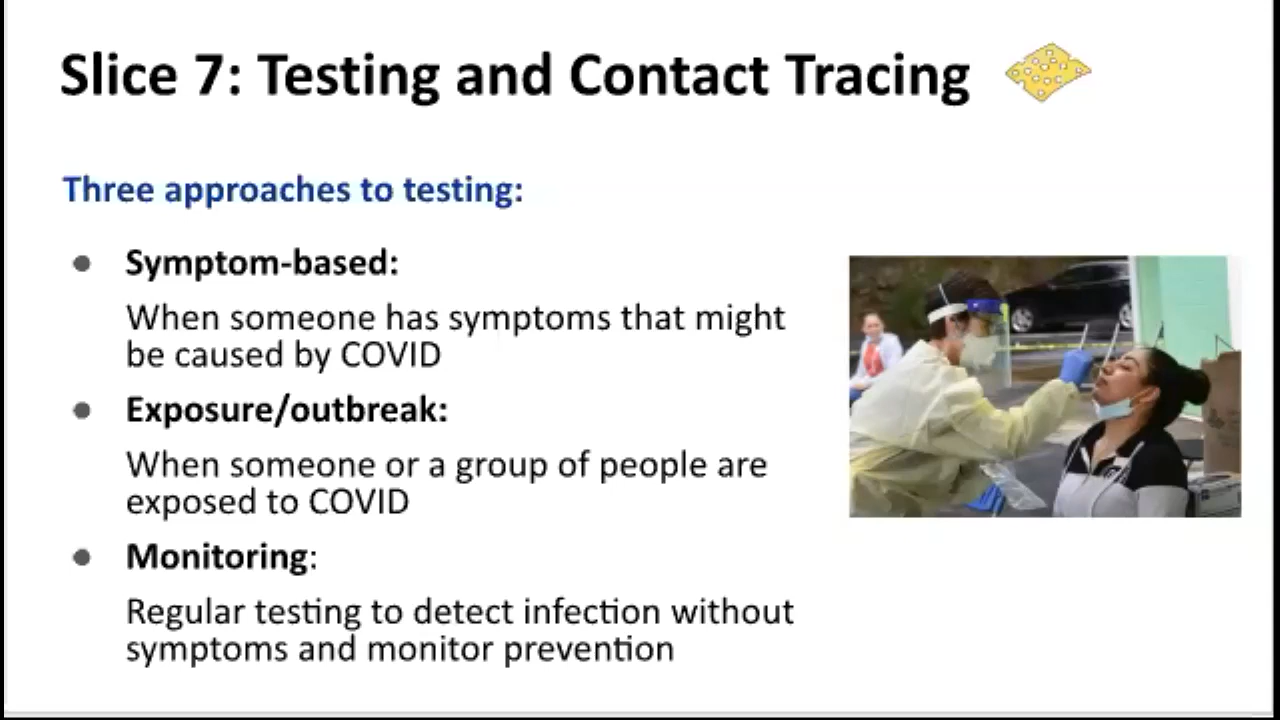 Slice 7: Testing and Contact Tracing
Three approaches to testing:
Symptom-based:
When someone has symptoms that might
be caused by COVID
Exposure/outbreak:
When someone or a group of people are
exposed to COVID
Monitoring:
Regular testing to detect infection without
symptoms and monitor prevention